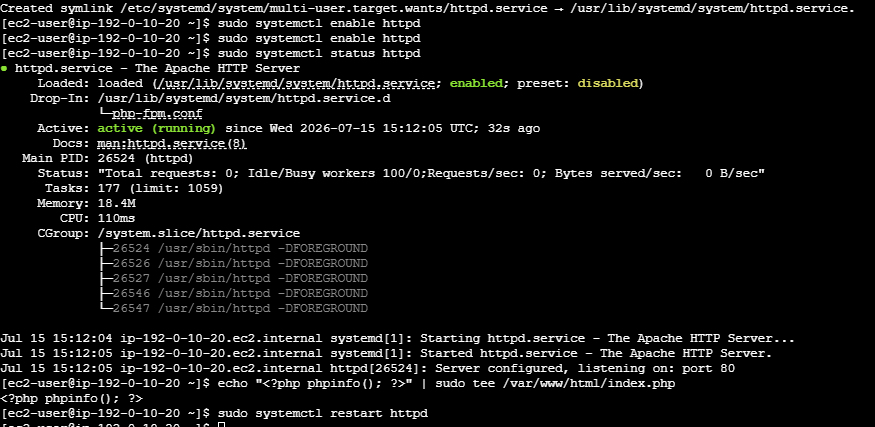 Created symlink /etc/systemd/system/multi-user.target.wants/httpd.service → /usr/lib/systemd/system/httpd.service.
[ec2-user@ip-192-0-10-20 ~]$ sudo systemctl enable httpd
[ec2-user@ip-192-0-10-20 ~]$ sudo systemctl enable httpd
[ec2-user@ip-192-0-10-20 ~]$ sudo systemctl status httpd
● httpd.service - The Apache HTTP Server
     Loaded: loaded (/usr/lib/systemd/system/httpd.service; enabled; preset: disabled)
    Drop-In: /usr/lib/systemd/system/httpd.service.d
             └─php-fpm.conf
     Active: active (running) since Wed 2026-07-15 15:12:05 UTC; 32s ago
       Docs: man:httpd.service(8)
   Main PID: 26524 (httpd)
     Status: "Total requests: 0; Idle/Busy workers 100/0;Requests/sec: 0; Bytes served/sec:   0 B/sec"
      Tasks: 177 (limit: 1059)
     Memory: 18.4M
        CPU: 110ms
     CGroup: /system.slice/httpd.service
             ├─26524 /usr/sbin/httpd -DFOREGROUND
             ├─26526 /usr/sbin/httpd -DFOREGROUND
             ├─26527 /usr/sbin/httpd -DFOREGROUND
             ├─26546 /usr/sbin/httpd -DFOREGROUND
             └─26547 /usr/sbin/httpd -DFOREGROUND
Jul 15 15:12:04 ip-192-0-10-20.ec2.internal systemd[1]: Starting httpd.service - The Apache HTTP Server...
Jul 15 15:12:05 ip-192-0-10-20.ec2.internal systemd[1]: Started httpd.service - The Apache HTTP Server.
Jul 15 15:12:05 ip-192-0-10-20.ec2.internal httpd[26524]: Server configured, listening on: port 80
[ec2-user@ip-192-0-10-20 ~]$ echo "<?php phpinfo(); ?>" | sudo tee /var/www/html/index.php
<?php phpinfo(); ?>
[ec2-user@ip-192-0-10-20 ~]$ sudo systemctl restart httpd
[ec2-user@ip-192-0-10-20 ~]$